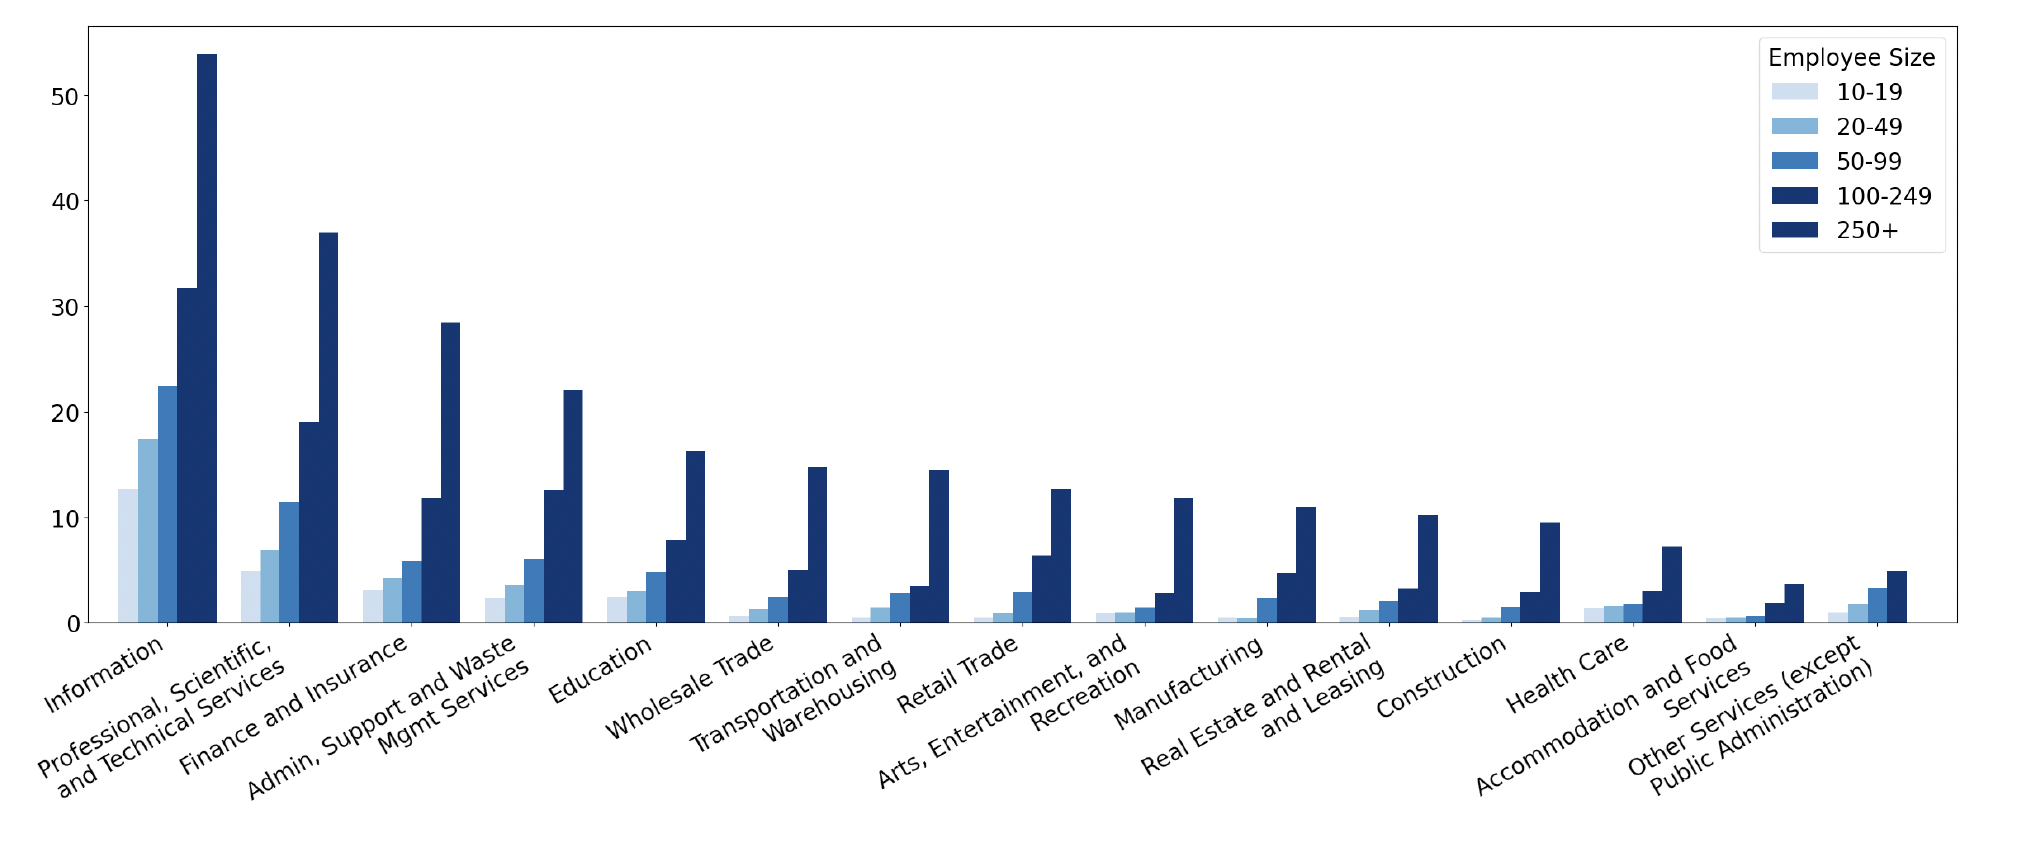 50
40
30
20
10
0
Employee Size
10-19
20-49
50-99
100-249
250+
Information
Professional, Scientific,
and Technical Services
Finance and Insurance
Admin, Support and Waste
Mgmt Services
Education
Wholesale Trade
Transportation and
Warehousing
Retail Trade
Arts, Entertainment, and
Recreation
Manufacturing
Real Estate and Rental
and Leasing
Construction
Health Care
Accommodation and Food
Services
Other Services (except
Public Administration)